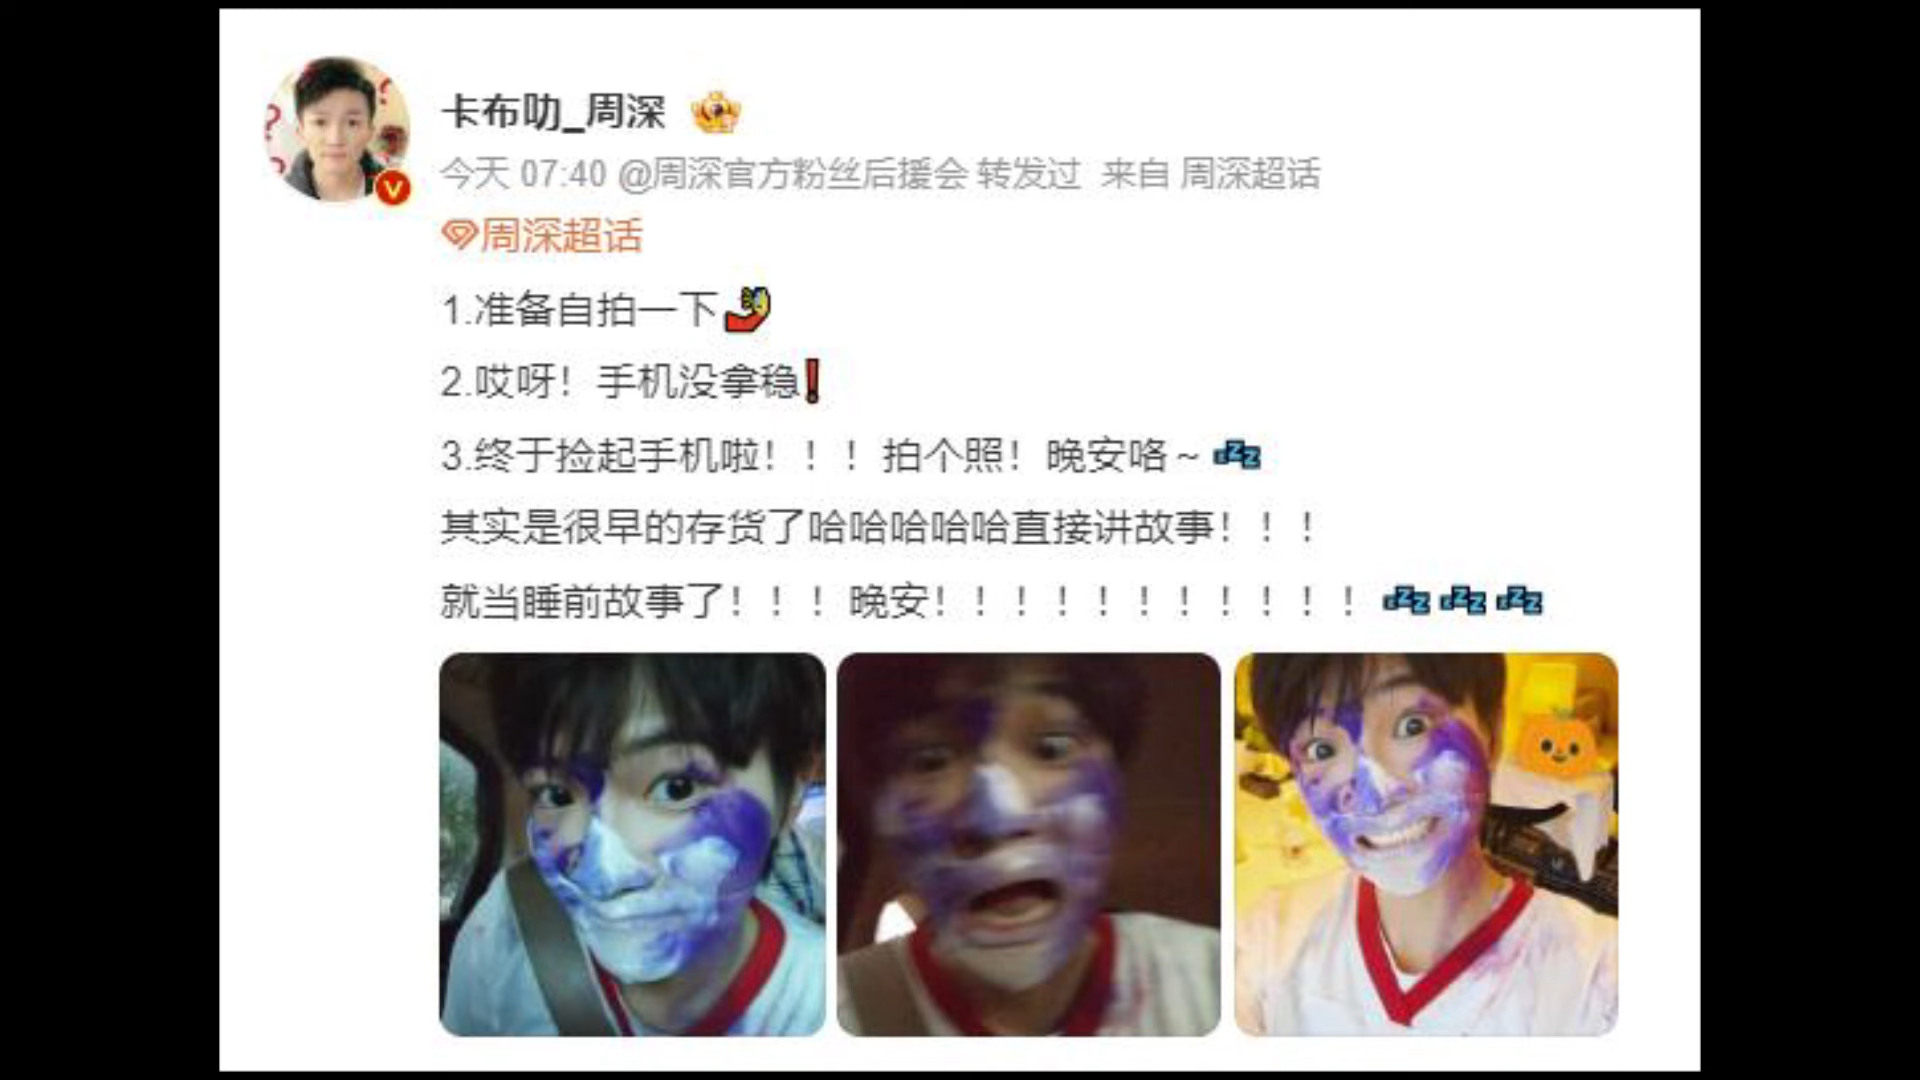 卡布叻_周深
今天 07:40 @周深官方粉丝后援会 转发过 来自 周深超话
周深超话
1.准备自拍一下🤳
2.哎呀！手机没拿稳❗
3.终于捡起手机啦！！！拍个照！晚安咯～💤
其实是很早的存货了哈哈哈哈哈直接讲故事！！！
就当睡前故事了！！！晚安！！！！！！！！！！！💤💤💤